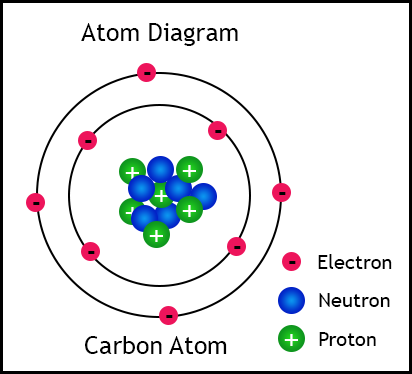 Atom Diagram
Electron
Neutron
Proton
Carbon Atom